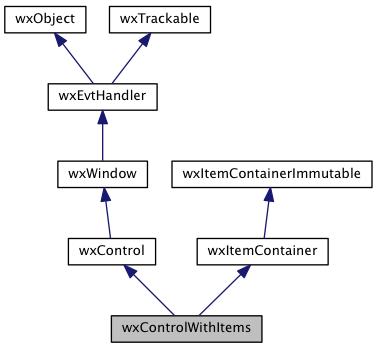 wxObject
wxTrackable
wxEvtHandler
wxWindow
wxItemContainerImmutable
wxControl
wxItemContainer
wxControlWithItems